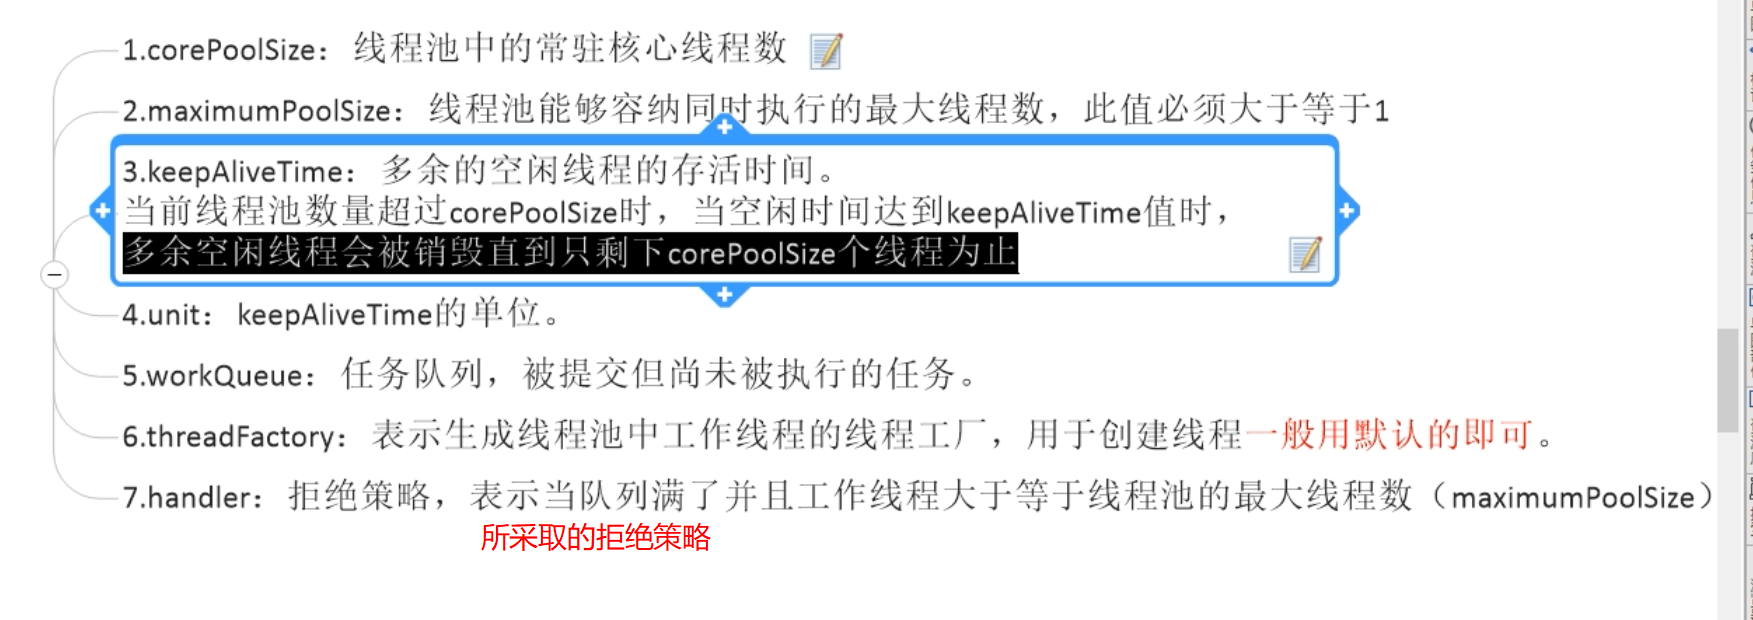 1.corePoolSize：线程池中的常驻核心线程数
2.maximumPoolSize：线程池能够容纳同时执行的最大线程数，此值必须大于等于1
3.keepAliveTime：多余的空闲线程的存活时间。
当前线程池数量超过corePoolSize时，当空闲时间达到keepAliveTime值时，
多余空闲线程会被销毁直到只剩下corePoolSize个线程为止
4.unit：keepAliveTime的单位。
5.workQueue：任务队列，被提交但尚未被执行的任务。
6.threadFactory：表示生成线程池中工作线程的线程工厂，用于创建线程一般用默认的即可。
7.handler：拒绝策略，表示当队列满了并且工作线程大于等于线程池的最大线程数（maximumPoolSize）
所采取的拒绝策略